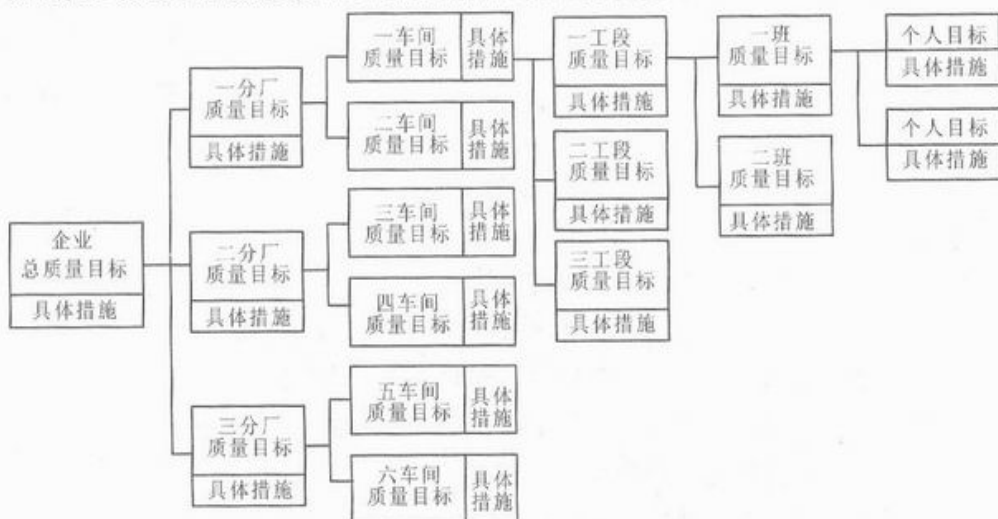 企业
总质量目标
具体措施
一分厂
质量目标
具体措施
二分厂
质量目标
具体措施
三分厂
质量目标
具体措施
一车间
质量目标
具体
措施
二车间
质量目标
具体
措施
三车间
质量目标
具体
措施
四车间
质量目标
具体
措施
五车间
质量目标
具体
措施
六车间
质量目标
具体
措施
一工段
质量目标
具体措施
二工段
质量目标
具体措施
三工段
质量目标
具体措施
一班
质量目标
具体措施
二班
质量目标
具体措施
个人目标
具体措施
个人目标
具体措施